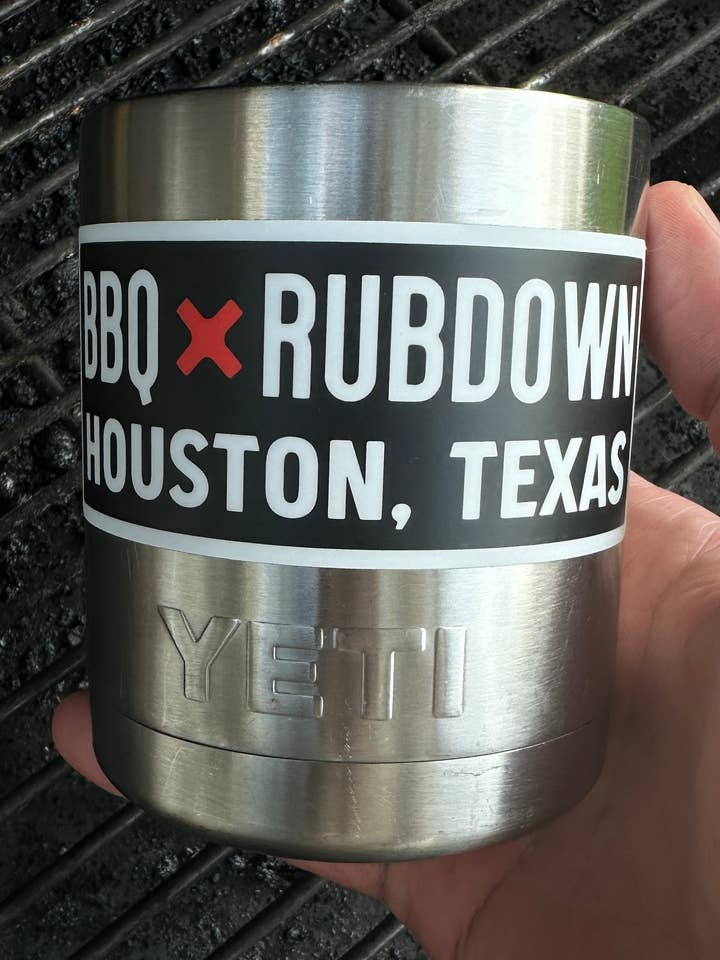 BBQ × RUBDOWN
HOUSTON, TEXAS
YETI